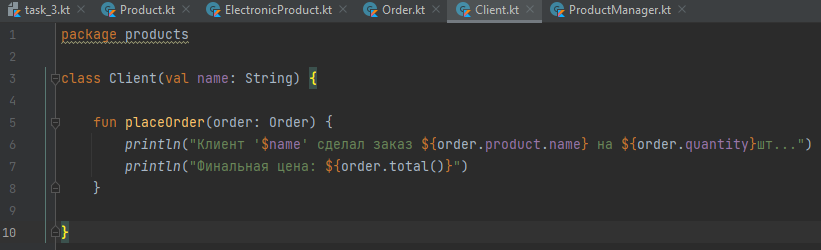 task_3.kt Product.kt ElectronicProduct.kt Order.kt Client.kt ProductManager.kt
1 package products
2
3 class Client(val name: String) {
4
5 fun placeOrder(order: Order) {
6 println("Клиент '$name' сделал заказ ${order.product.name} на ${order.quantity}шт...")
7 println("Финальная цена: ${order.total()}")
8 }
9
10 }